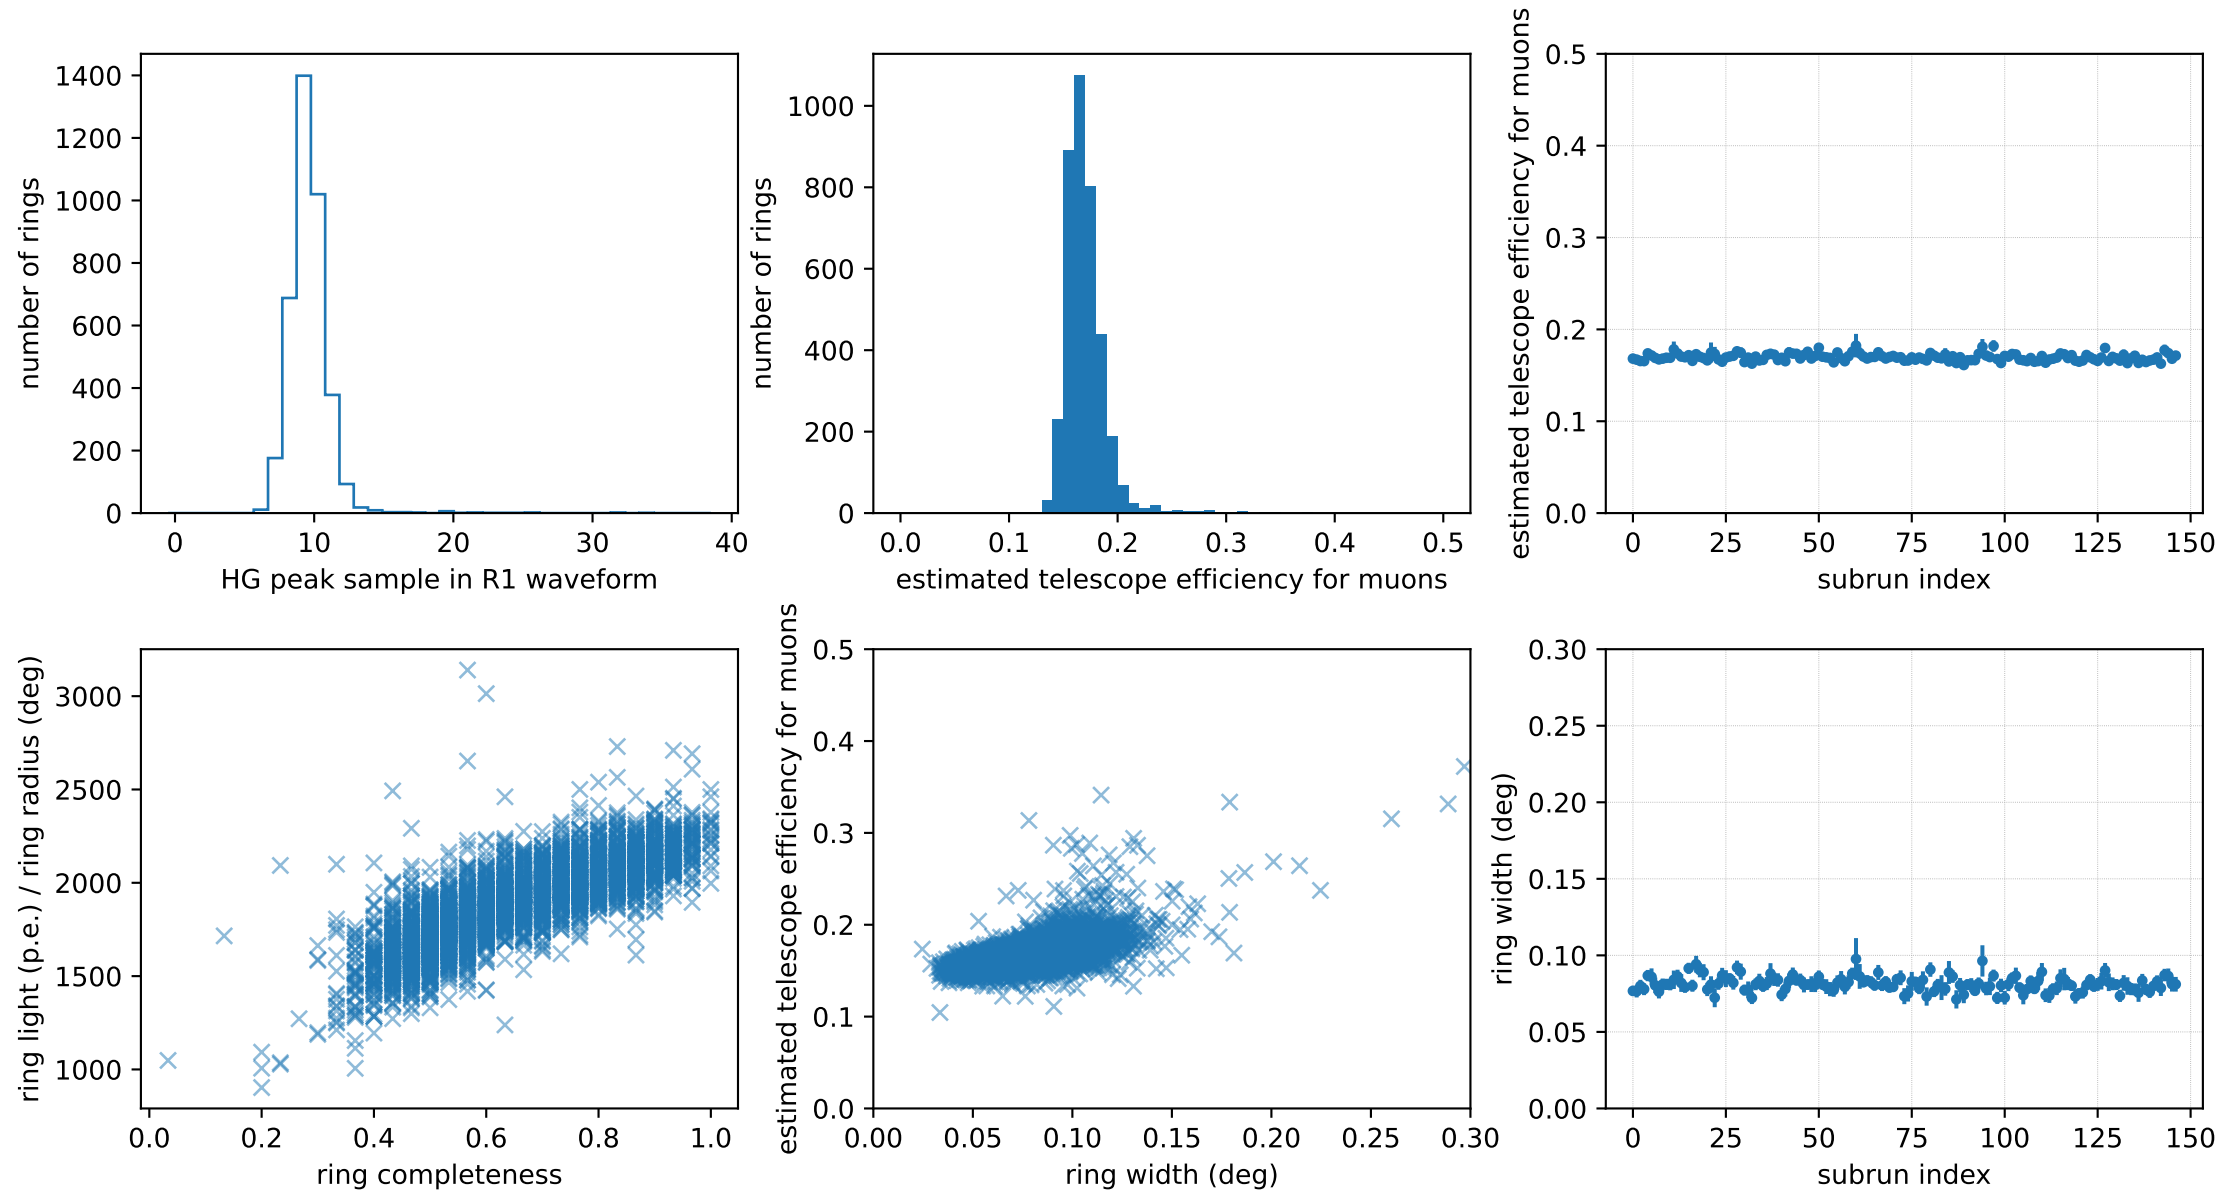 number of rings
1400
1200
1000
800
600
400
200
0
0 10 20 30 40
HG peak sample in R1 waveform
number of rings
1000
800
600
400
200
0
0.0 0.1 0.2 0.3 0.4 0.5
estimated telescope efficiency for muons
estimated telescope efficiency for muons
0.5
0.4
0.3
0.2
0.1
0.0
0 25 50 75 100 125 150
subrun index
ring light (p.e.) / ring radius (deg)
3000
2500
2000
1500
1000
0.0 0.2 0.4 0.6 0.8 1.0
ring completeness
estimated telescope efficiency for muons
0.5
0.4
0.3
0.2
0.1
0.0
0.00 0.05 0.10 0.15 0.20 0.25 0.30
ring width (deg)
ring width (deg)
0.30
0.25
0.20
0.15
0.10
0.05
0.00
0 25 50 75 100 125 150
subrun index